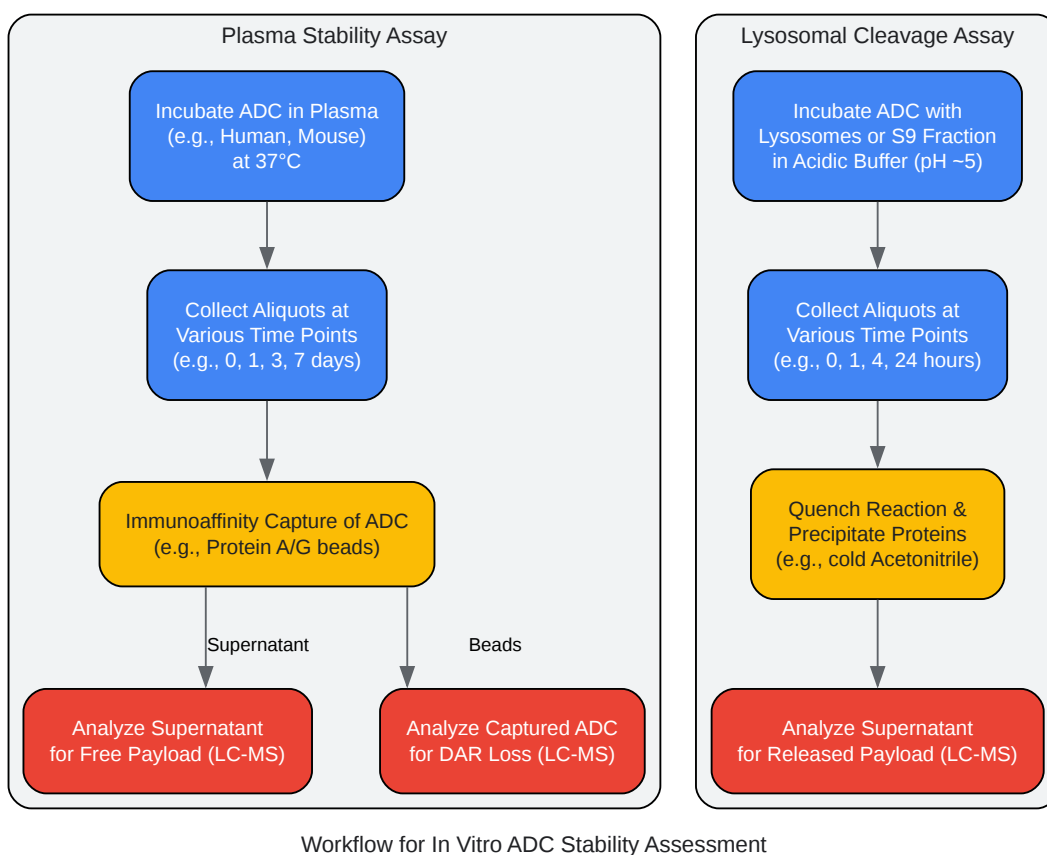 Plasma Stability Assay
Incubate ADC in Plasma
(e.g., Human, Mouse)
at 37°C
Collect Aliquots at
Various Time Points
(e.g., 0, 1, 3, 7 days)
Immunoaffinity Capture of ADC
(e.g., Protein A/G beads)
Supernatant
Beads
Analyze Supernatant
for Free Payload (LC-MS)
Analyze Captured ADC
for DAR Loss (LC-MS)
Lysosomal Cleavage Assay
Incubate ADC with
Lysosomes or S9 Fraction
in Acidic Buffer (pH ~5)
Collect Aliquots at
Various Time Points
(e.g., 0, 1, 4, 24 hours)
Quench Reaction &
Precipitate Proteins
(e.g., cold Acetonitrile)
Analyze Supernatant
for Released Payload (LC-MS)
Workflow for In Vitro ADC Stability Assessment